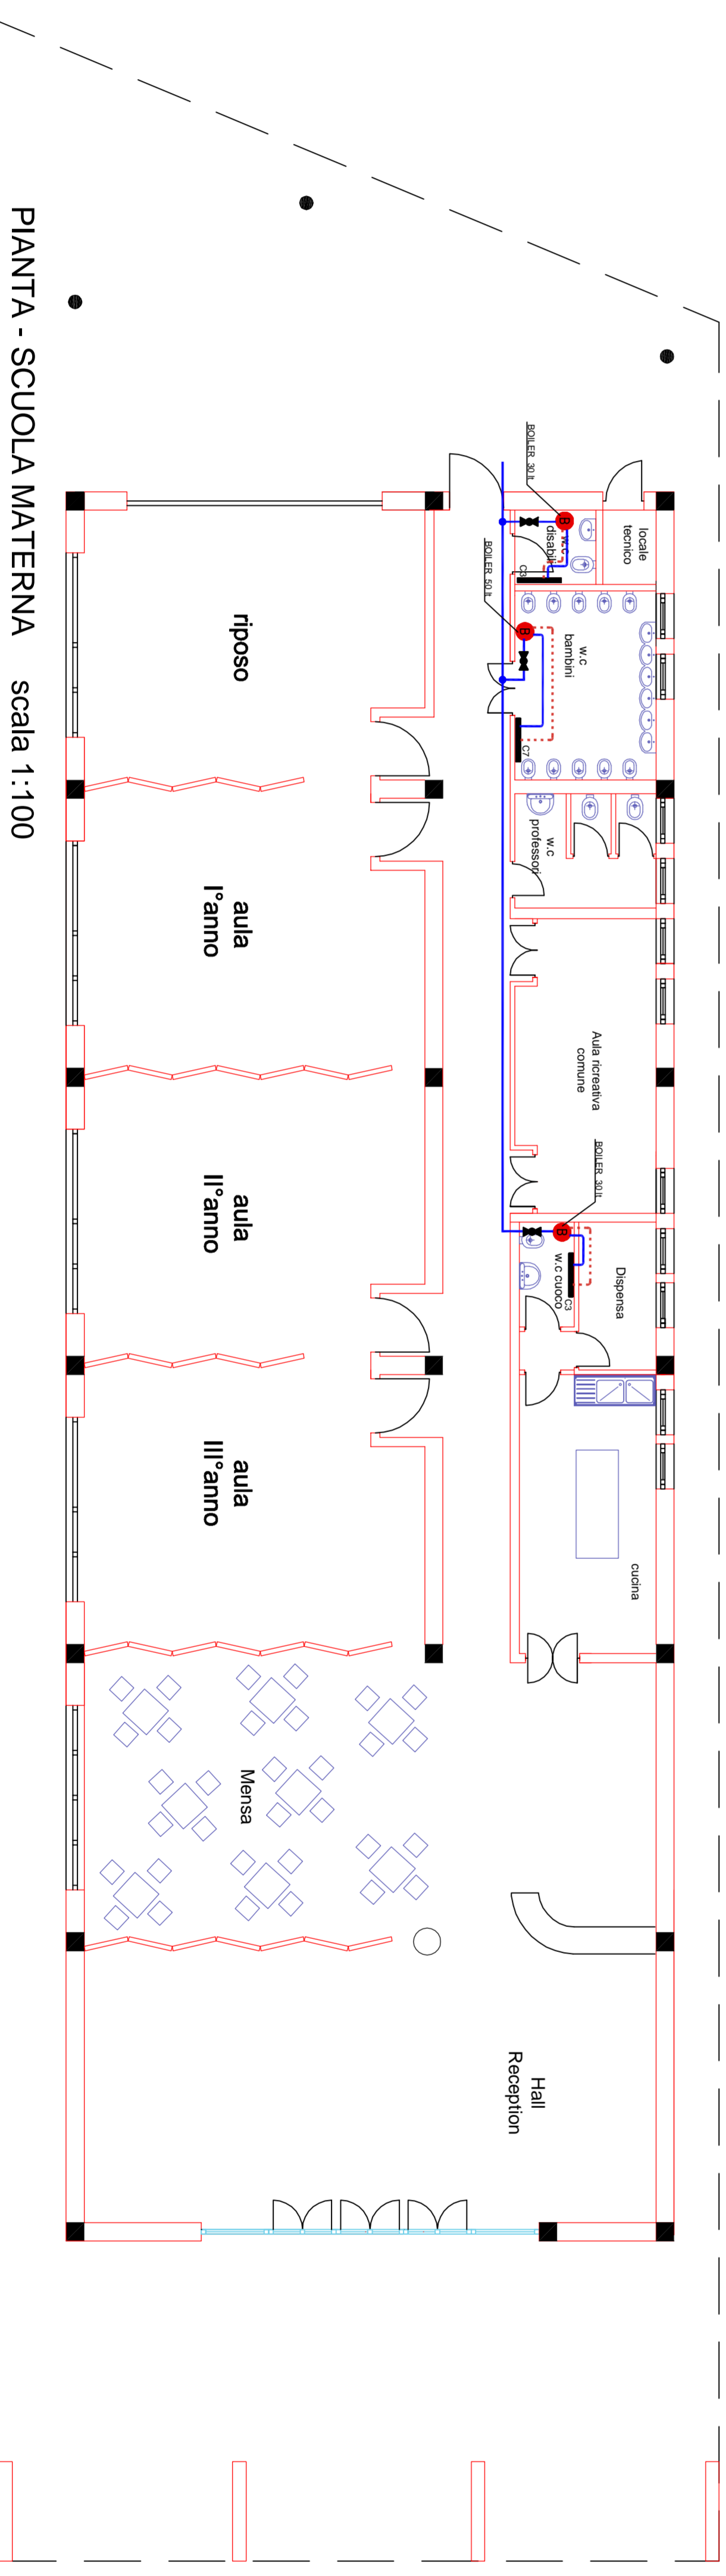 PIANTA - SCUOLA MATERNA scala 1:100
BOILER 30 lt
BOILER 50 lt
locale
tecnico
w.c
disabili
B
C3
B
w.c
bambini
C7
w.c
professori
Aula ricreativa
comune
BOILER 30 lt
B
w.c cuoco
C3
Dispensa
cucina
riposo
aula
I°anno
aula
II°anno
aula
III°anno
Mensa
Hall
Reception